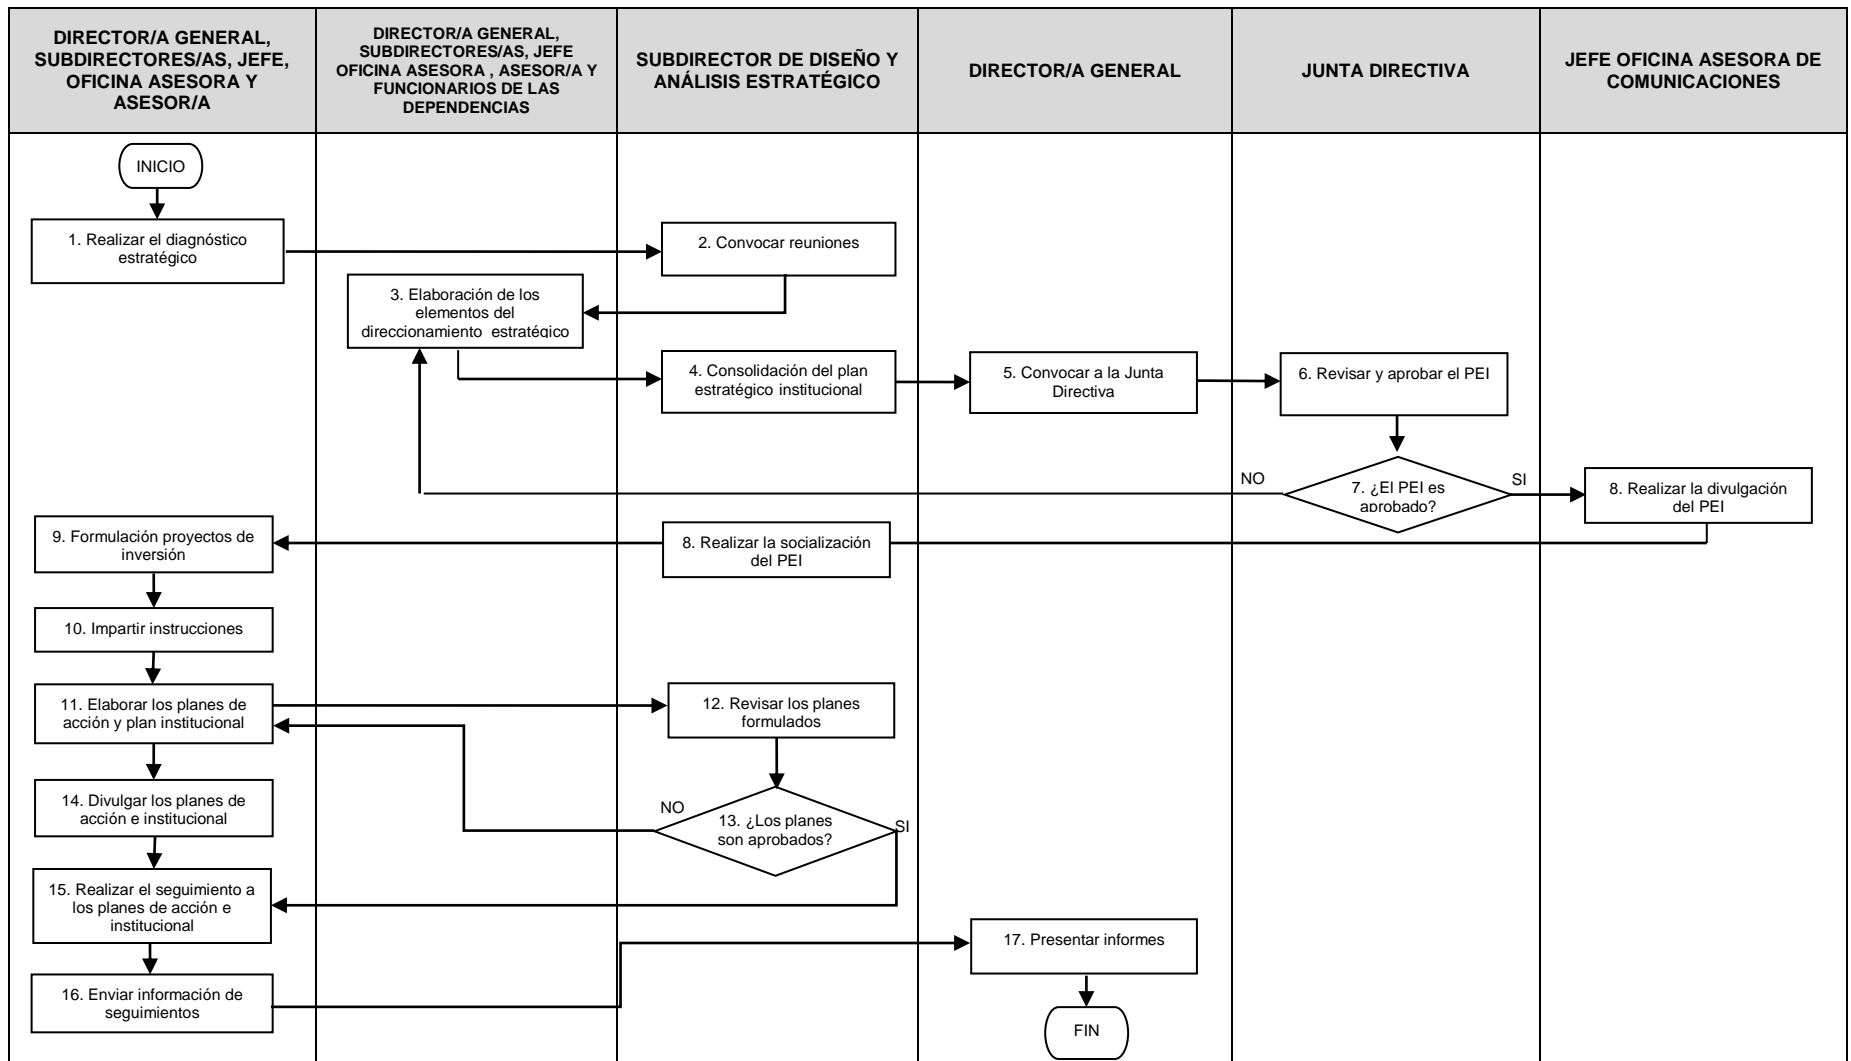 DIRECTOR/A GENERAL,
SUBDIRECTORES/AS, JEFE,
OFICINA ASESORA Y
ASESOR/A
DIRECTOR/A GENERAL,
SUBDIRECTORES/AS, JEFE
OFICINA ASESORA , ASESOR/A Y
FUNCIONARIOS DE LAS
DEPENDENCIAS
SUBDIRECTOR DE DISEÑO Y
ANÁLISIS ESTRATÉGICO
DIRECTOR/A GENERAL
JUNTA DIRECTIVA
JEFE OFICINA ASESORA DE
COMUNICACIONES
INICIO
1. Realizar el diagnóstico
estratégico
2. Convocar reuniones
3. Elaboración de los
elementos del
direccionamiento estratégico
4. Consolidación del plan
estratégico institucional
5. Convocar a la Junta
Directiva
6. Revisar y aprobar el PEI
NO
7. ¿El PEI es
aprobado?
SI
8. Realizar la divulgación
del PEI
9. Formulación proyectos de
inversión
8. Realizar la socialización
del PEI
10. Impartir instrucciones
11. Elaborar los planes de
acción y plan institucional
12. Revisar los planes
formulados
14. Divulgar los planes de
acción e institucional
NO
13. ¿Los planes
son aprobados?
SI
15. Realizar el seguimiento a
los planes de acción e
institucional
17. Presentar informes
16. Enviar información de
seguimientos
FIN